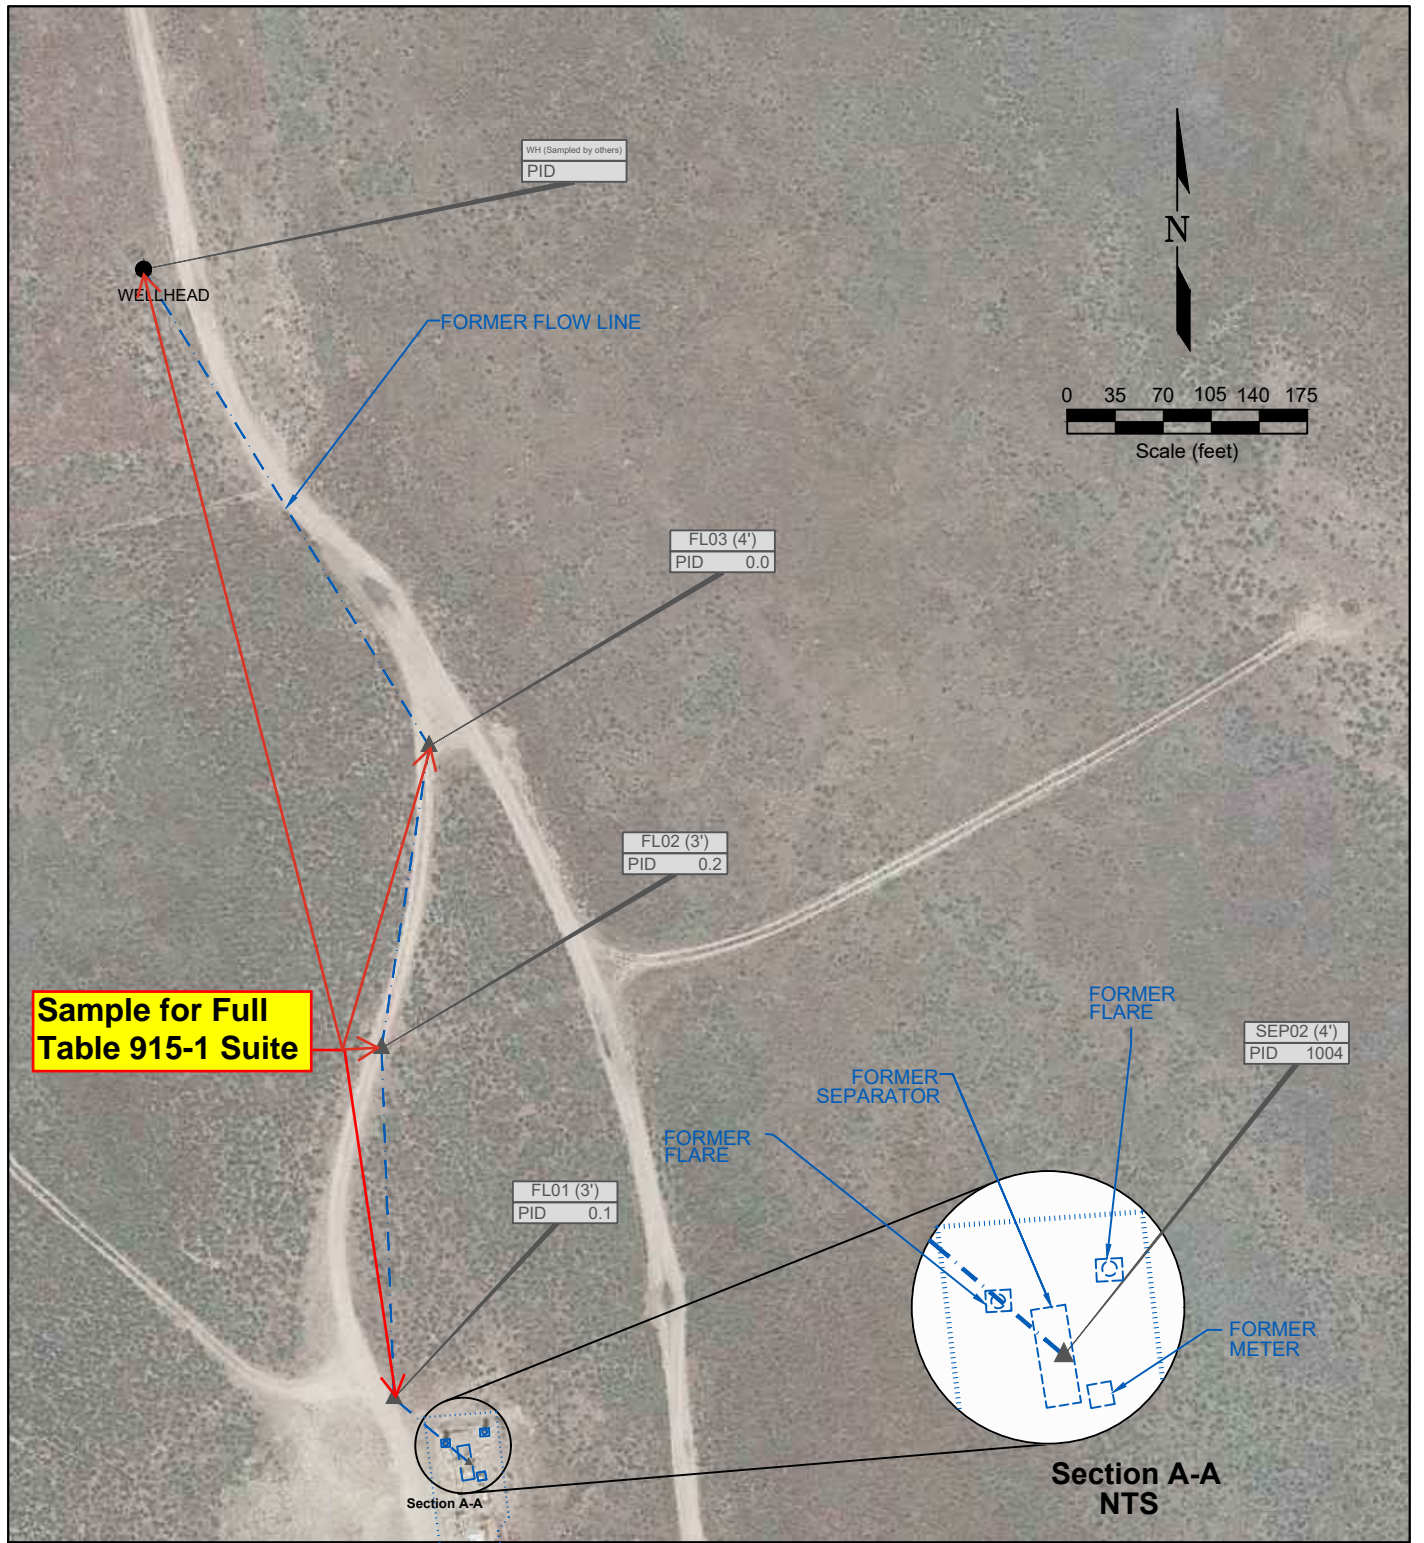 WH (Sampled by others)
PID
WELLHEAD
FORMER FLOW LINE
N
0 35 70 105 140 175
Scale (feet)
FL03 (4')
PID 0.0
FL02 (3')
PID 0.2
Sample for Full
Table 915-1 Suite
FORMER
FLARE
SEP02 (4')
PID 1004
FORMER
SEPARATOR
FORMER
FLARE
FL01 (3')
PID 0.1
FORMER
METER
Section A-A
NTS
Section A-A